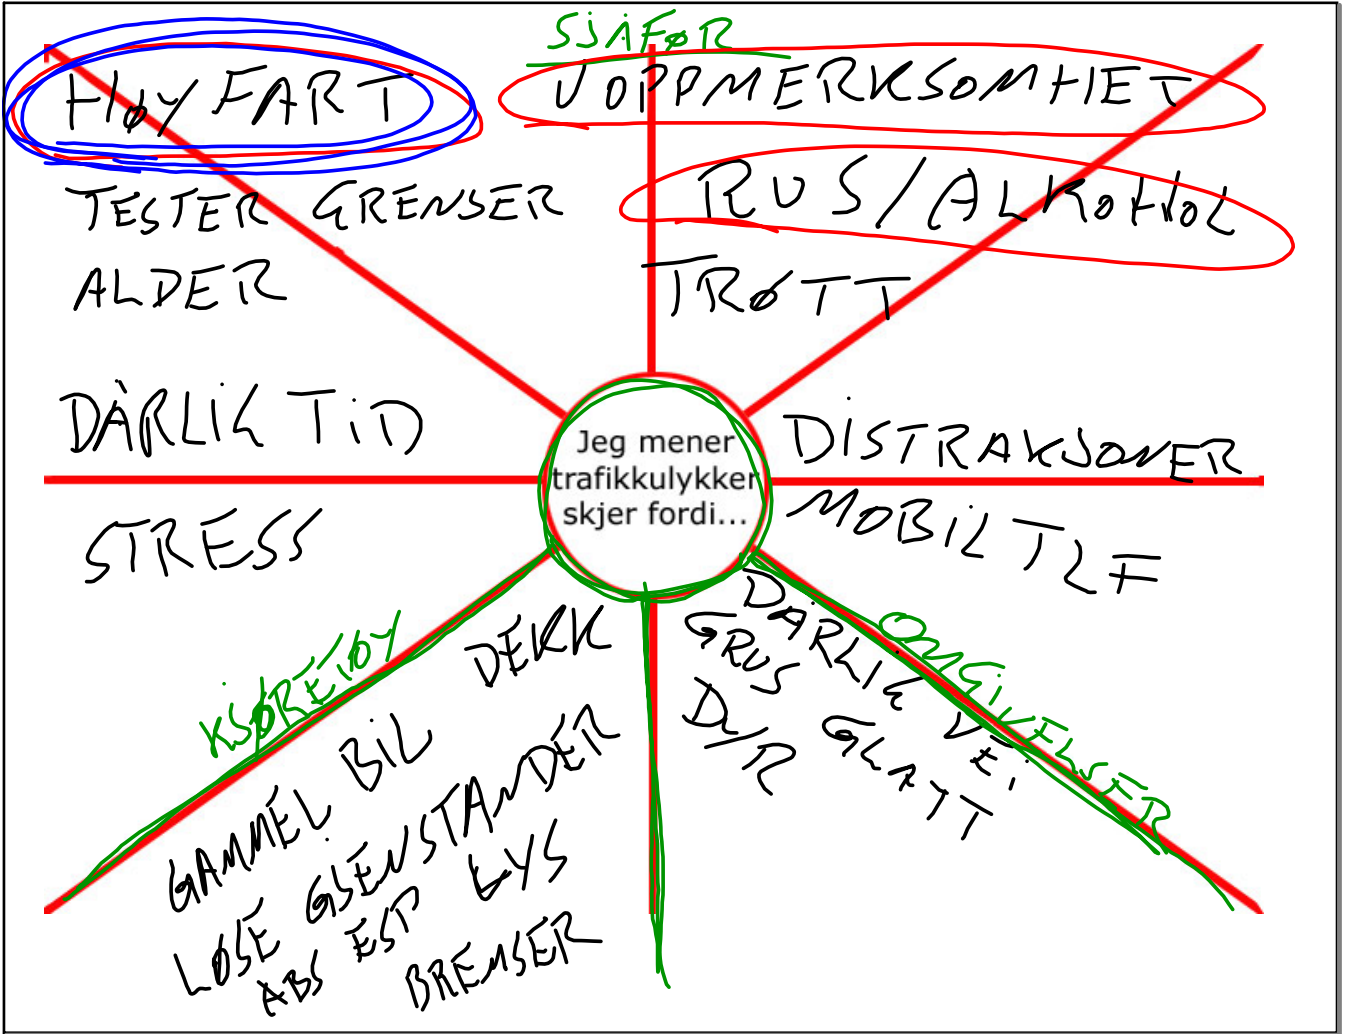 SJÅFØR
HØY FART
UOPPMERKSOMHET
TESTER GRENSER
RUS/ALKOHOL
ALDER
TRØTT
DÅRLIG TID
DISTRAKSJONER
Jeg mener
trafikkulykker
skjer fordi...
STRESS
MOBIL TLF
KJØRETØY
DEKK
GAMMEL BIL
LØSE GJENSTANDER
ABS ESP LYS
BREMSER
OMGIVELSER
DÅRLIG VEI
GRUS GLATT
DYR